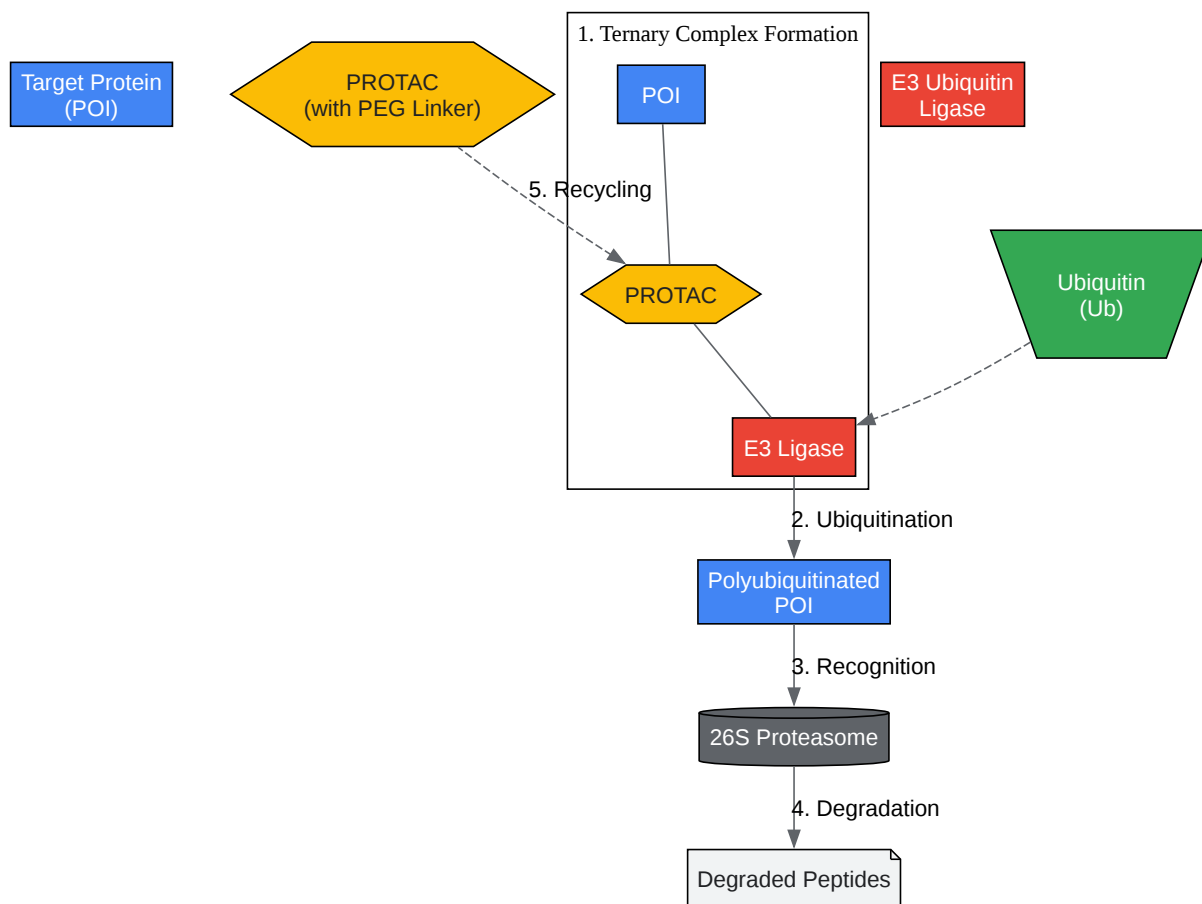 1. Ternary Complex Formation
Target Protein
(POI)
PROTAC
(with PEG Linker)
POI
E3 Ubiquitin
Ligase
5. Recycling
PROTAC
Ubiquitin
(Ub)
E3 Ligase
2. Ubiquitination
Polyubiquitinated
POI
3. Recognition
26S Proteasome
4. Degradation
Degraded Peptides